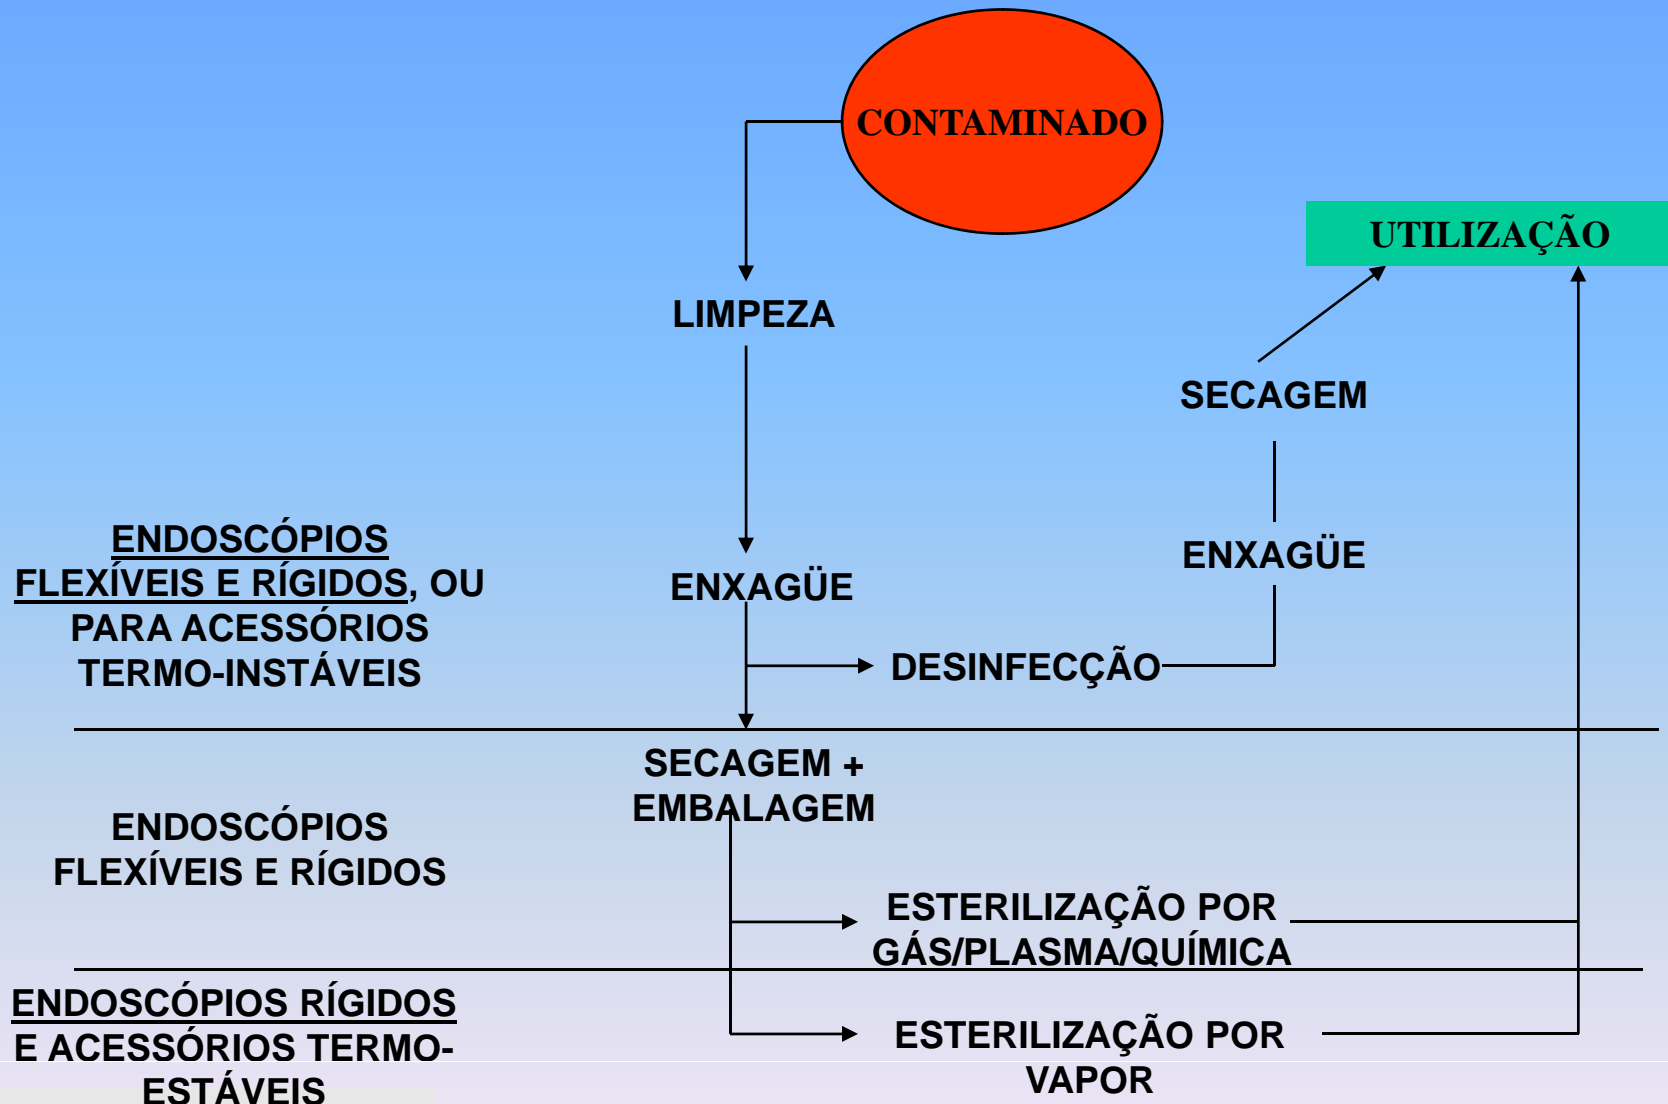 CONTAMINADO
UTILIZAÇÃO
LIMPEZA
SECAGEM
ENXAGÜE
ENDOSCÓPIOS
FLEXÍVEIS E RÍGIDOS, OU
PARA ACESSÓRIOS
TERMO-INSTÁVEIS
ENXAGÜE
DESINFECÇÃO
SECAGEM +
EMBALAGEM
ENDOSCÓPIOS
FLEXÍVEIS E RÍGIDOS
ESTERILIZAÇÃO POR
GÁS/PLASMA/QUÍMICA
ENDOSCÓPIOS RÍGIDOS
E ACESSÓRIOS TERMO-
ESTÁVEIS
ESTERILIZAÇÃO POR
VAPOR